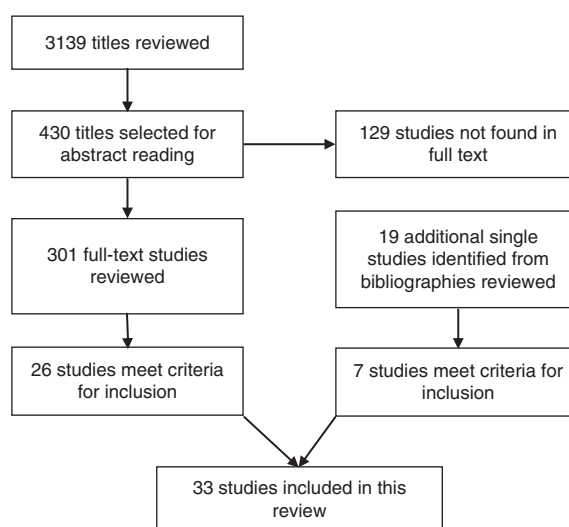 3139 titles reviewed
430 titles selected for
abstract reading
129 studies not found in
full text
301 full-text studies
reviewed
19 additional single
studies identified from
bibliographies reviewed
26 studies meet criteria
for inclusion
7 studies meet criteria for
inclusion
33 studies included in this
review